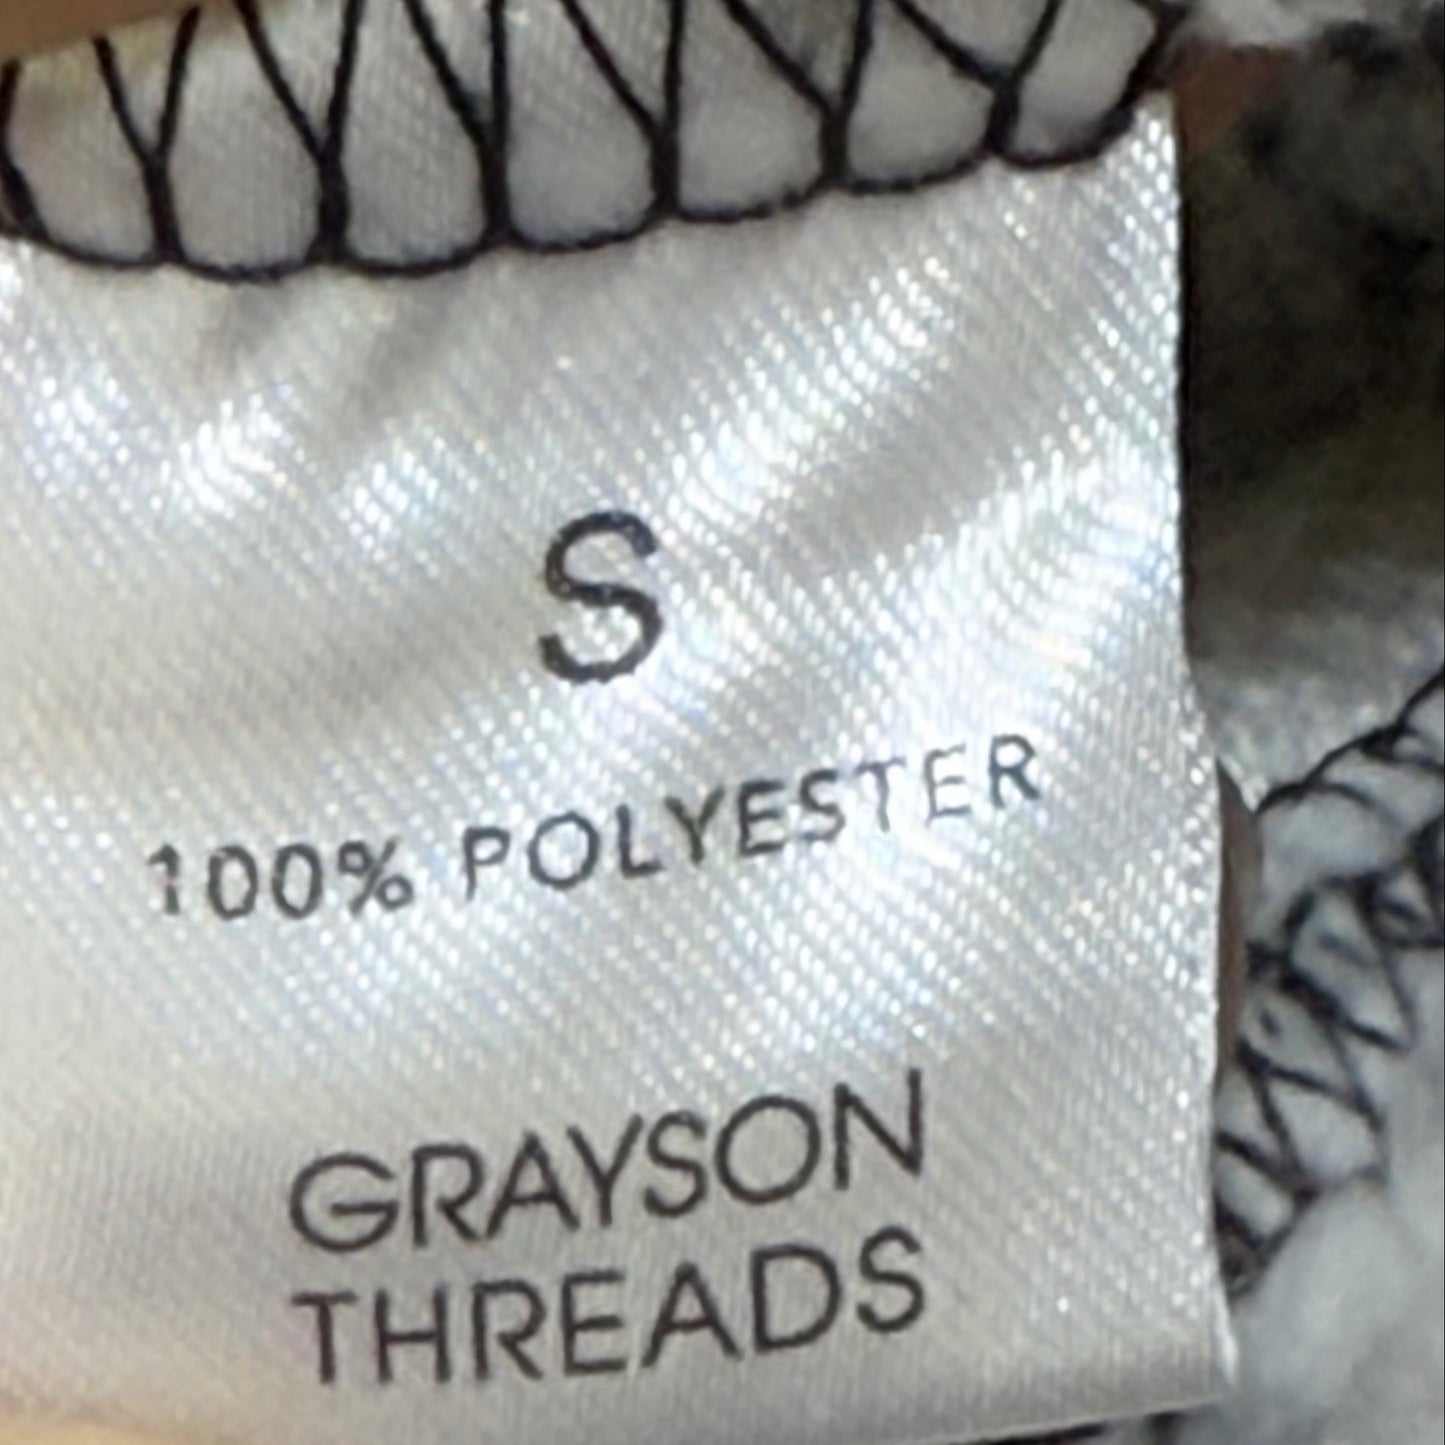 S
100% POLYESTER
GRAYSON
THREADS